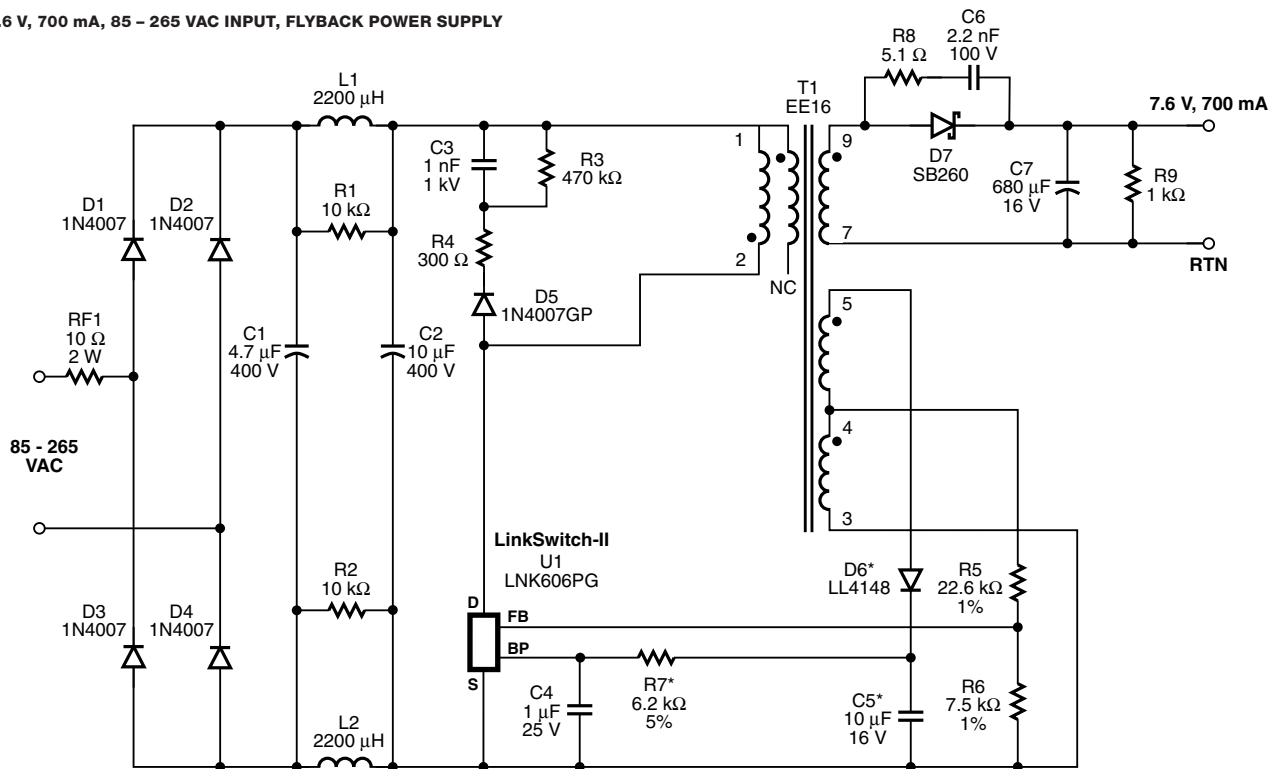 .6 V, 700 mA, 85 – 265 VAC INPUT, FLYBACK POWER SUPPLY
L1
2200 μH
C3
1 nF
1 kV
R3
470 kΩ
R1
10 kΩ
D1
1N4007
D2
1N4007
R4
300 Ω
D5
1N4007GP
RF1
10 Ω
2 W
C1
4.7 μF
400 V
C2
10 μF
400 V
85 - 265
VAC
R2
10 kΩ
D3
1N4007
D4
1N4007
L2
2200 μH
LinkSwitch-II
U1
LNK606PG
D
FB
BP
S
C4
1 μF
25 V
R7*
6.2 kΩ
5%
T1
EE16
1
2
NC
9
7
5
4
3
R8
5.1 Ω
C6
2.2 nF
100 V
D7
SB260
7.6 V, 700 mA
C7
680 μF
16 V
R9
1 kΩ
RTN
D6*
LL4148
R5
22.6 kΩ
1%
C5*
10 μF
16 V
R6
7.5 kΩ
1%